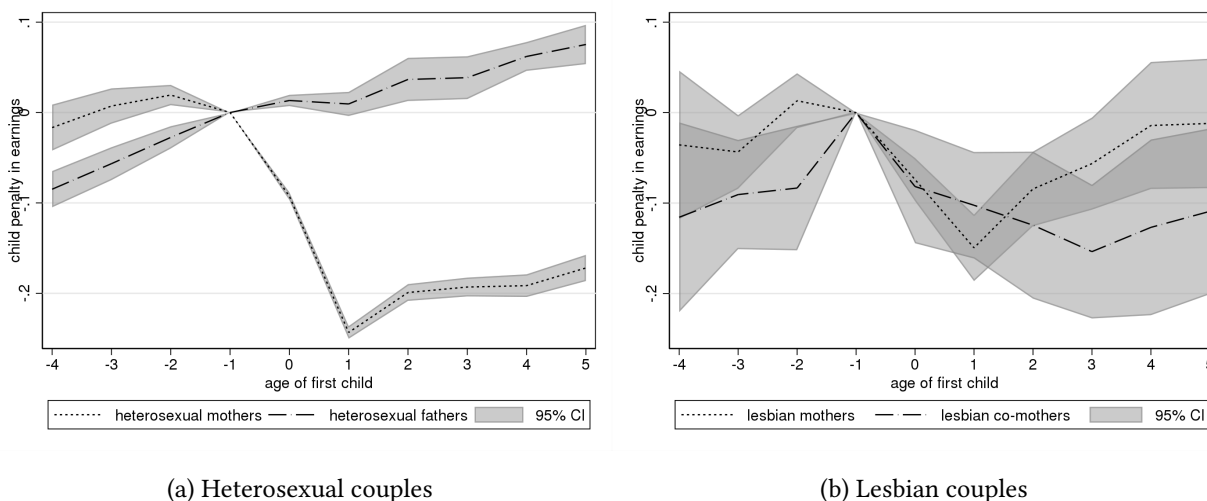 child penalty in earnings
.1
0
-.1
-.2
-4 -3 -2 -1 0 1 2 3 4 5
age of first child
heterosexual mothers heterosexual fathers 95% CI
(a) Heterosexual couples
child penalty in earnings
.1
0
-.1
-.2
-4 -3 -2 -1 0 1 2 3 4 5
age of first child
lesbian mothers lesbian co-mothers 95% CI
(b) Lesbian couples